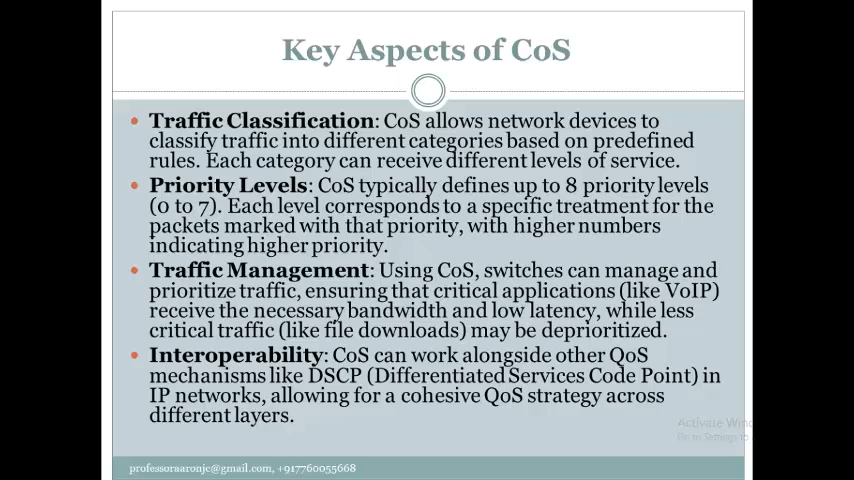 Key Aspects of CoS
• Traffic Classification: CoS allows network devices to
classify traffic into different categories based on predefined
rules. Each category can receive different levels of service.
• Priority Levels: CoS typically defines up to 8 priority levels
(0 to 7). Each level corresponds to a specific treatment for the
packets marked with that priority, with higher numbers
indicating higher priority.
• Traffic Management: Using CoS, switches can manage and
prioritize traffic, ensuring that critical applications (like VoIP)
receive the necessary bandwidth and low latency, while less
critical traffic (like file downloads) may be deprioritized.
• Interoperability: CoS can work alongside other QoS
mechanisms like DSCP (Differentiated Services Code Point) in
IP networks, allowing for a cohesive QoS strategy across
different layers.
Activate Wind
Go to Settings to
professoraaronjc@gmail.com, +917760055668